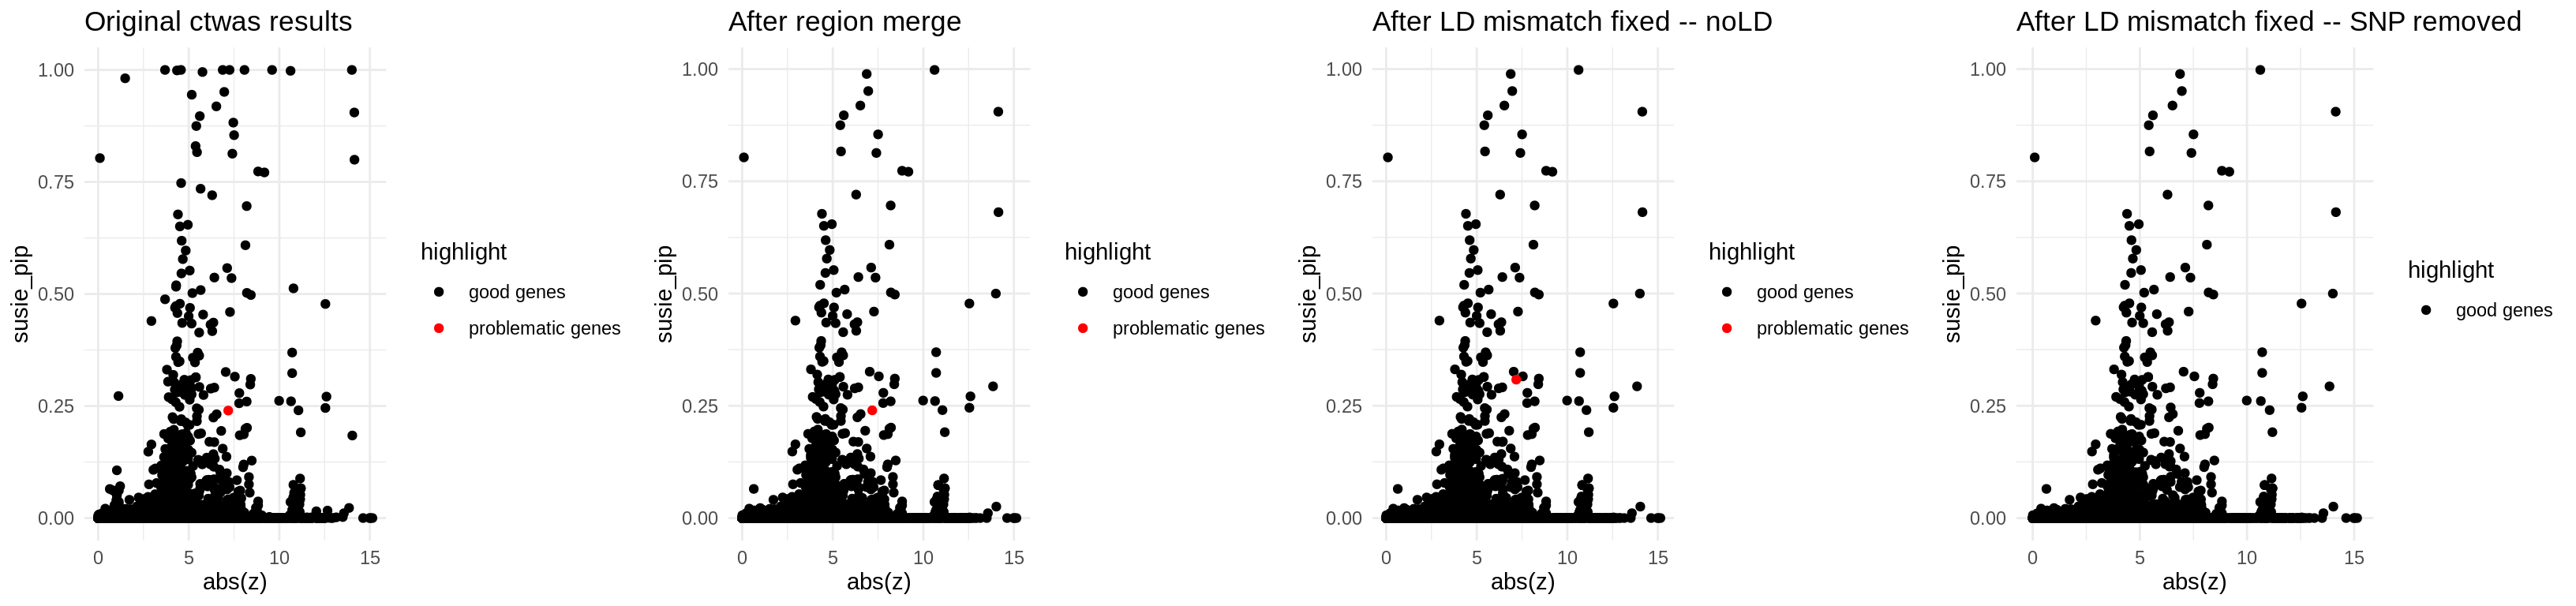 Original ctwas results
1.00
0.75
0.50
0.25
0.00
susie_pip
0
5
10
15
abs(z)
highlight
good genes
problematic genes
After region merge
1.00
0.75
0.50
0.25
0.00
susie_pip
0
5
10
15
abs(z)
highlight
good genes
problematic genes
After LD mismatch fixed -- noLD
1.00
0.75
0.50
0.25
0.00
susie_pip
0
5
10
15
abs(z)
highlight
good genes
problematic genes
After LD mismatch fixed -- SNP removed
1.00
0.75
0.50
0.25
0.00
susie_pip
0
5
10
15
abs(z)
highlight
good genes